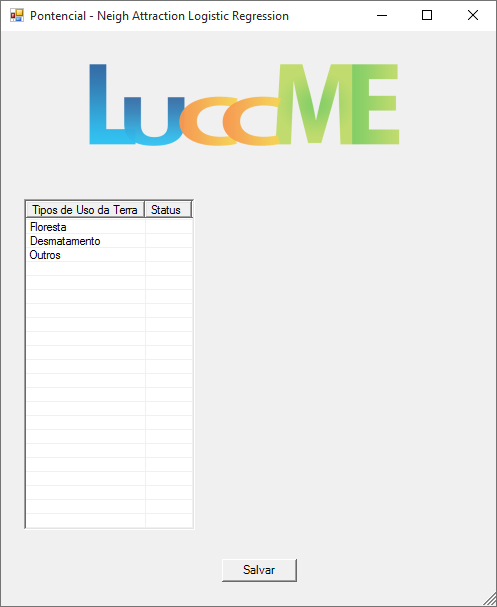 Pontencial - Neigh Attraction Logistic Regression
LuccME
Tipos de Uso da Terra Status
Floresta
Desmatamento
Outros
Salvar